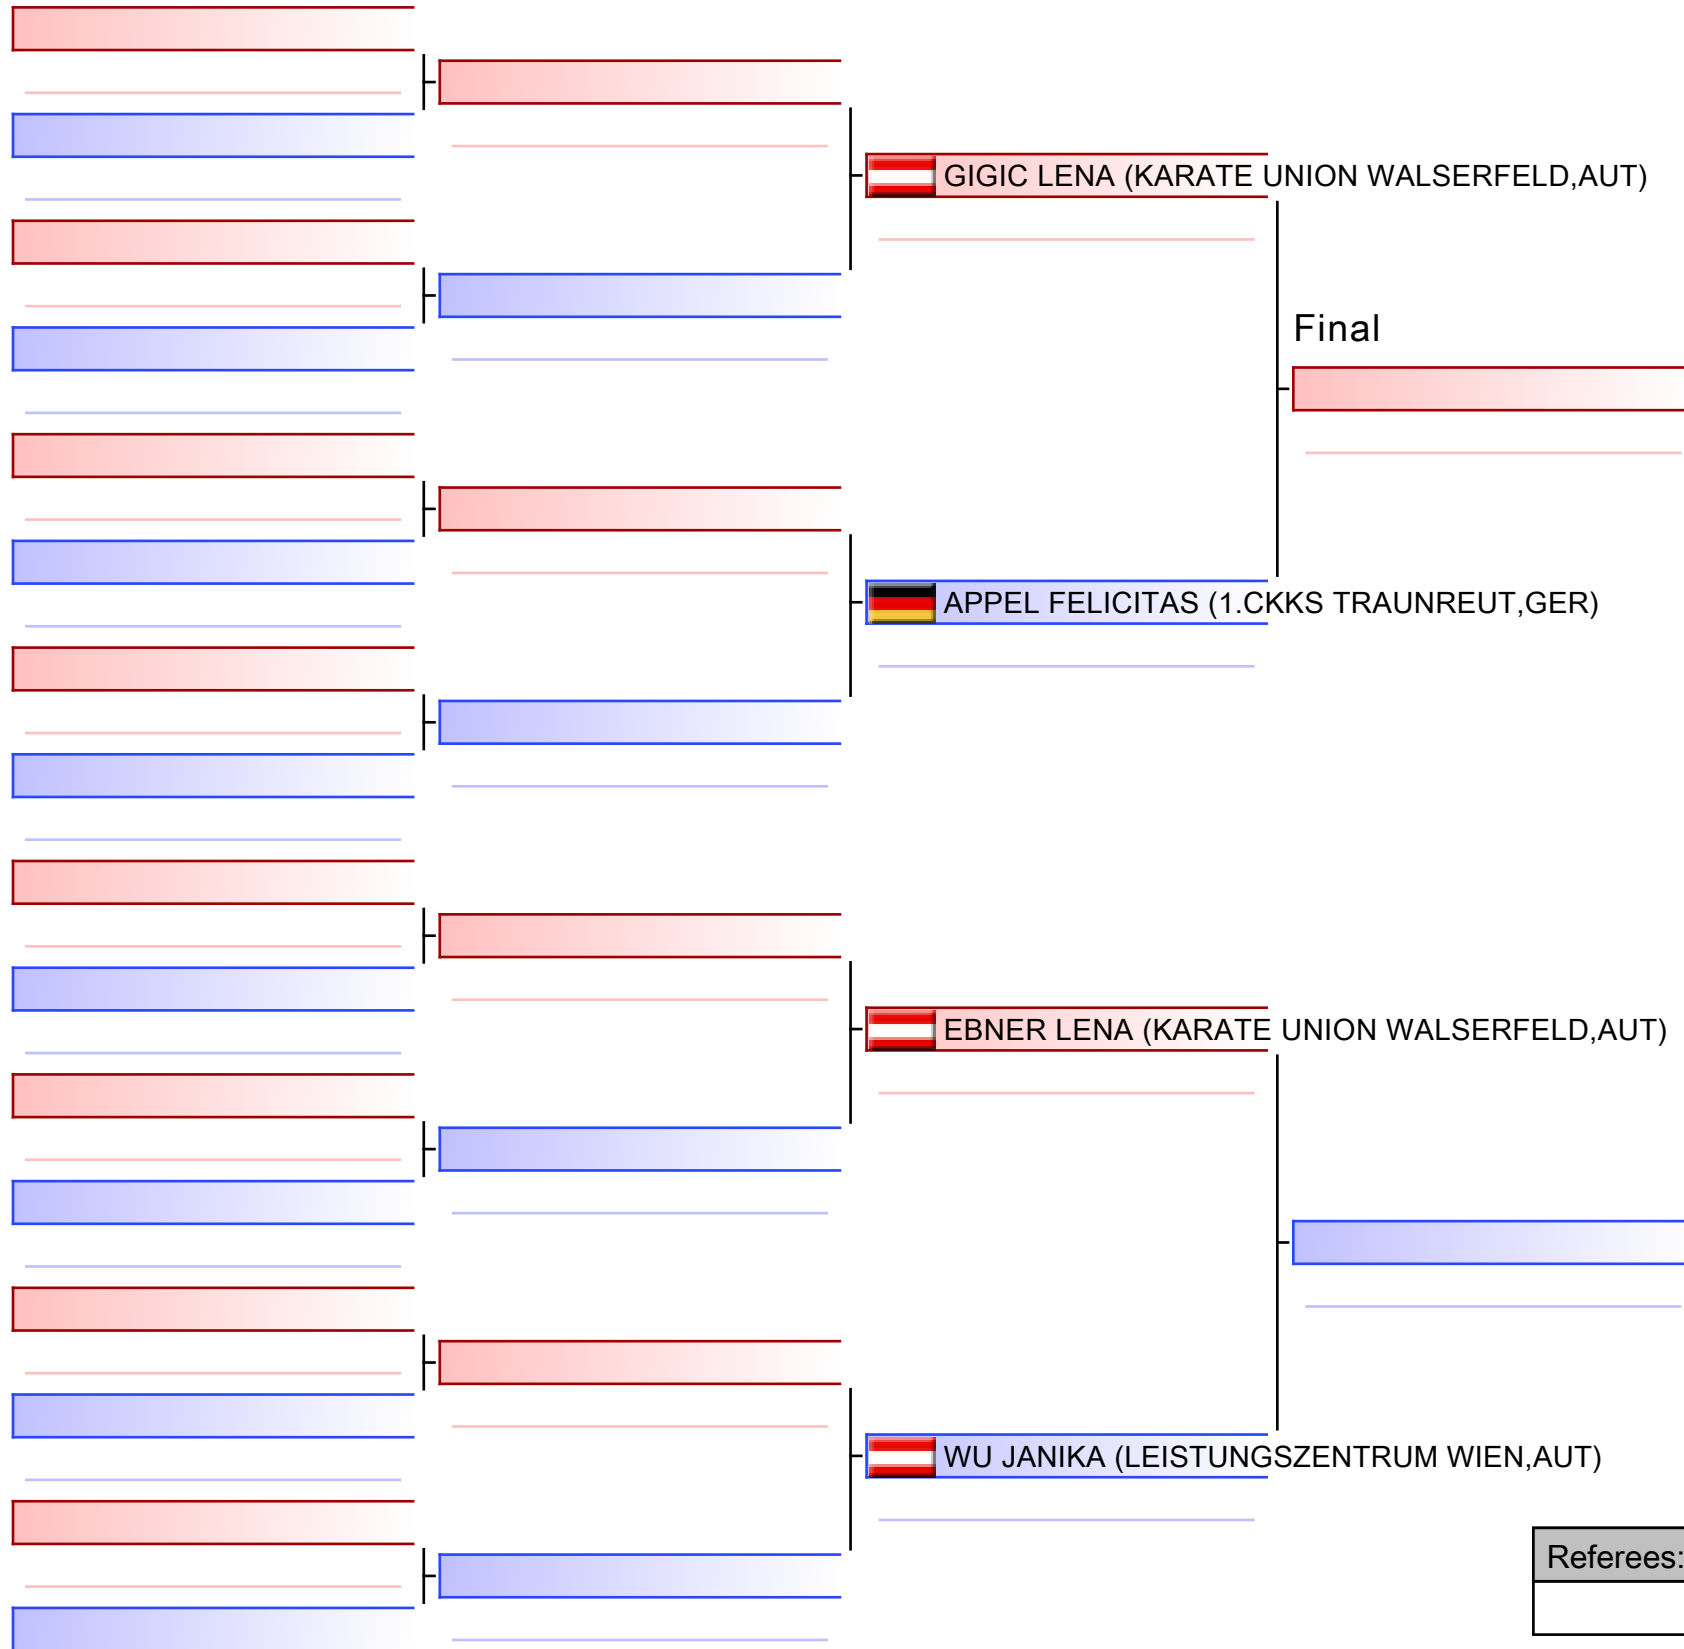 GIGIC LENA (KARATE UNION WALSERFELD,AUT)
Final
APPEL FELICITAS (1.CKKS TRAUNREUT,GER)
EBNER LENA (KARATE UNION WALSERFELD,AUT)
WU JANIKA (LEISTUNGSZENTRUM WIEN,AUT)
Referees: